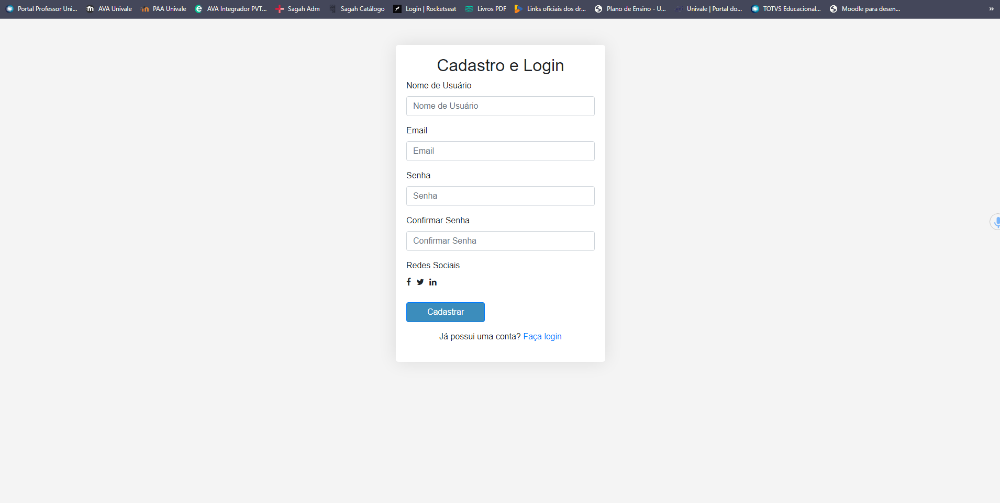 Portal Professor Uni... AVA Univale PAA Univale AVA Integrador PVT... Sagah Adm Sagah Catálogo Login | Rocketseat Livros PDF Links oficiais dos dr... Plano de Ensino - U... Univale | Portal do... TOTVS Educacional... Moodle para desen... »
Cadastro e Login
Nome de Usuário
Nome de Usuário
Email
Email
Senha
Senha
Confirmar Senha
Confirmar Senha
Redes Sociais
Cadastrar
Já possui uma conta? Faça login